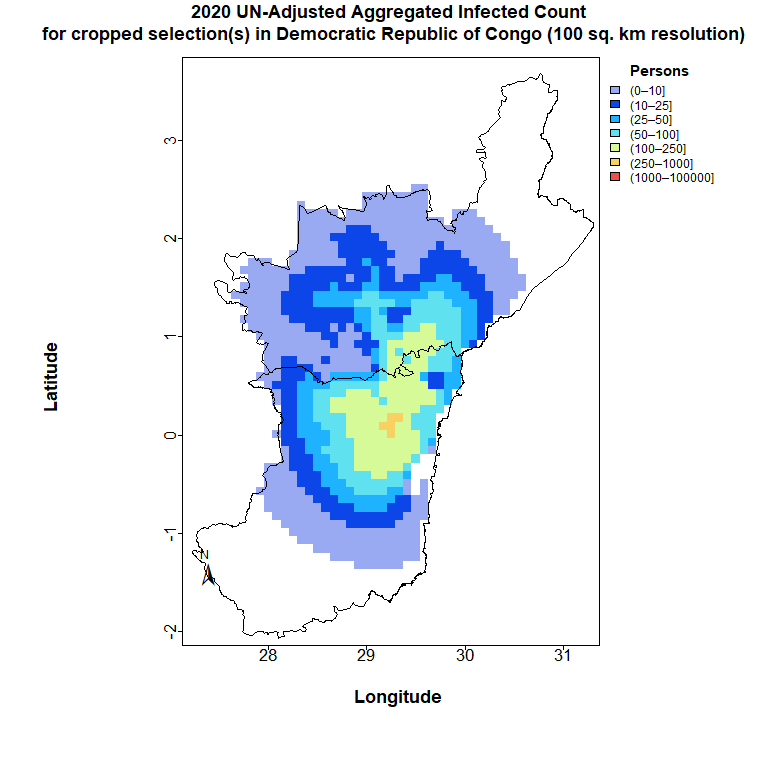 2020 UN-Adjusted Aggregated Infected Count
for cropped selection(s) in Democratic Republic of Congo (100 sq. km resolution)
Persons
(0–10]
(10–25]
(25–50]
(50–100]
(100–250]
(250–1000]
(1000–100000]
3
2
1
0
-1
-2
Latitude
N
28 29 30 31
Longitude